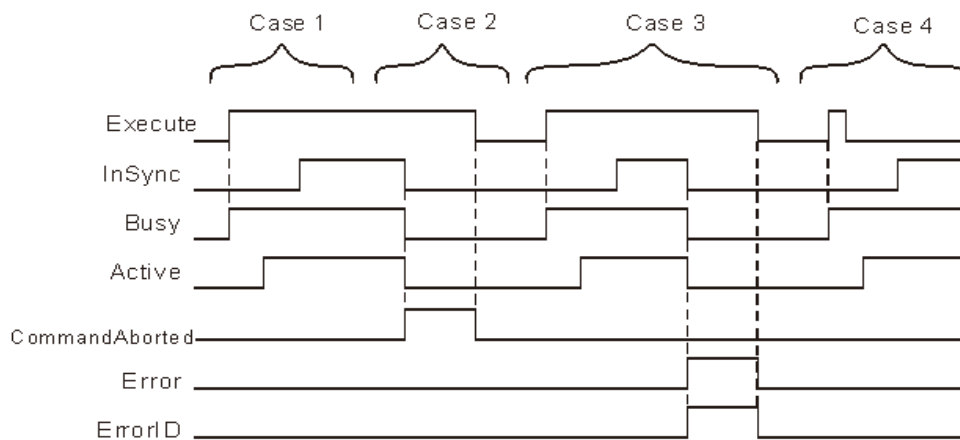 Case 1
Case 2
Case 3
Case 4
Execute
InSync
Busy
Active
CommandAborted
Error
ErrorID